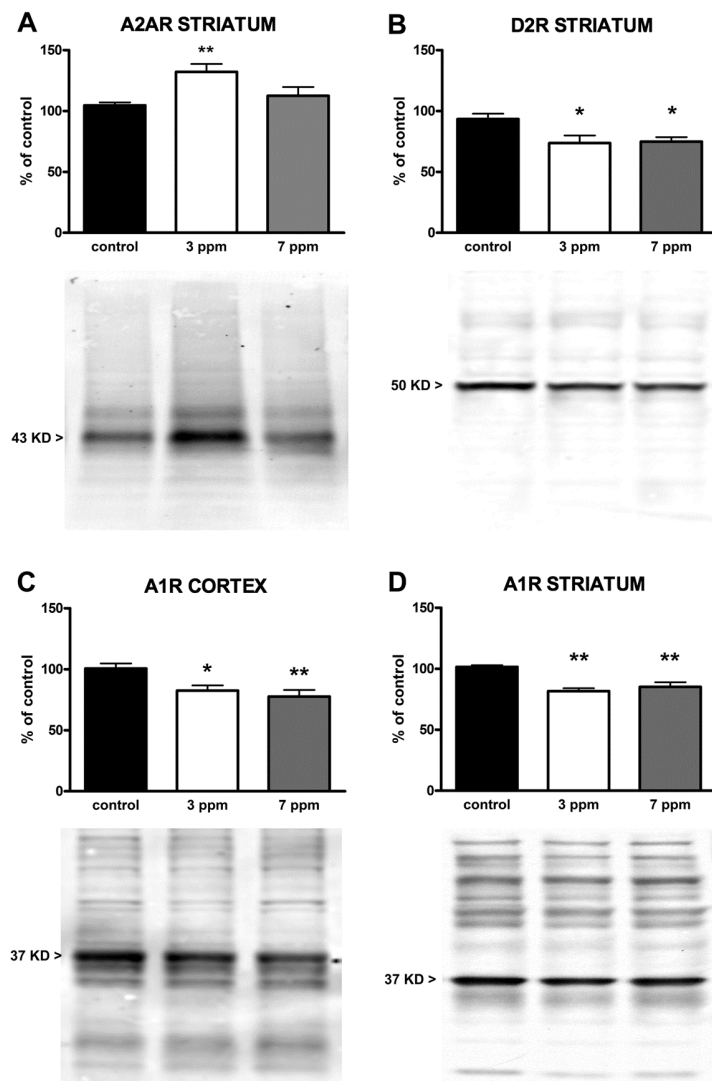 A
A2AR STRIATUM
150
100
50
0
% of control
**
control 3 ppm 7 ppm
43 KD >
B
D2R STRIATUM
150
100
50
0
% of control
* *
control 3 ppm 7 ppm
50 KD >
C
A1R CORTEX
150
100
50
0
% of control
* **
control 3 ppm 7 ppm
37 KD >
D
A1R STRIATUM
150
100
50
0
% of control
** **
control 3 ppm 7 ppm
37 KD >